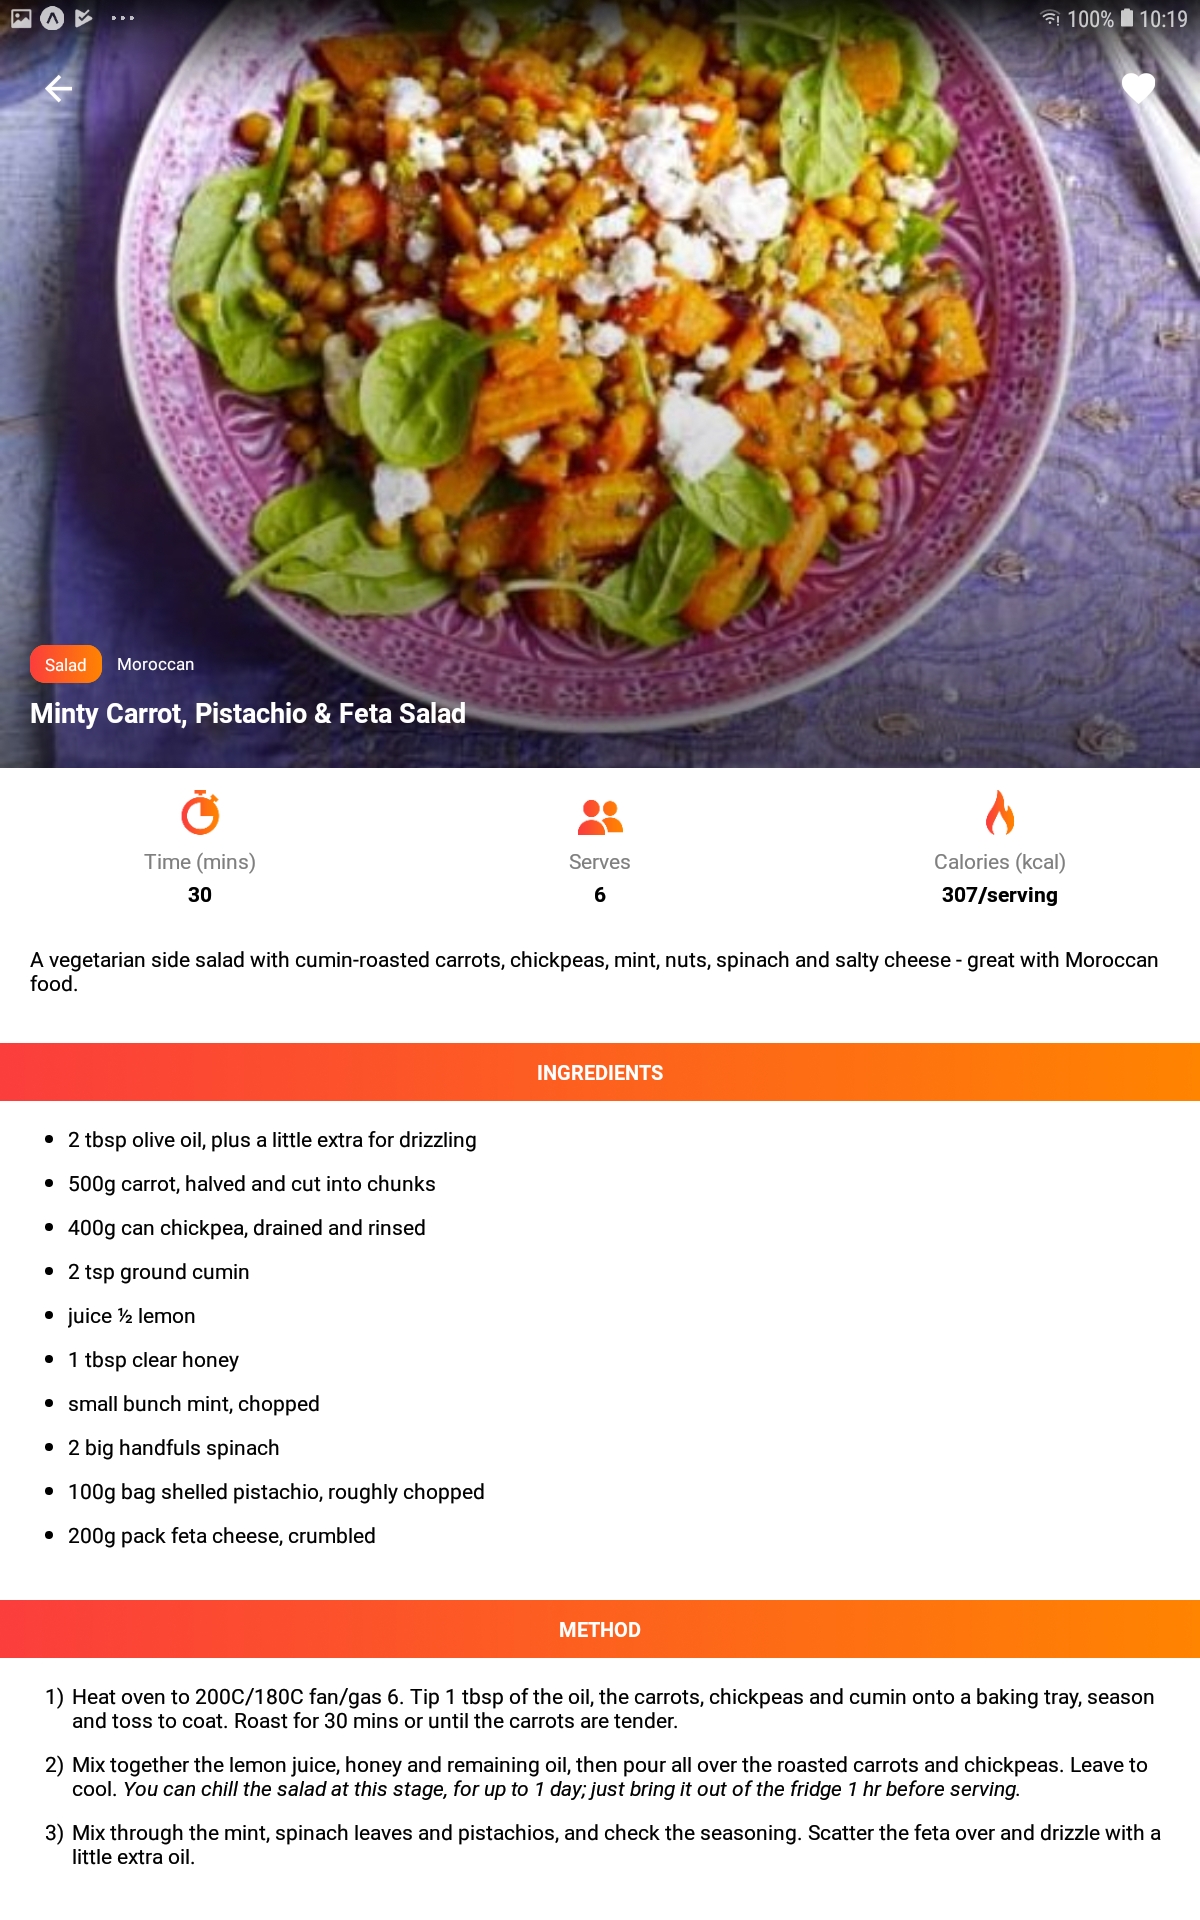 100% 10:19
Salad Moroccan
Minty Carrot, Pistachio & Feta Salad
Time (mins) Serves Calories (kcal)
30 6 307/serving
A vegetarian side salad with cumin-roasted carrots, chickpeas, mint, nuts, spinach and salty cheese - great with Moroccan
food.
INGREDIENTS
• 2 tbsp olive oil, plus a little extra for drizzling
• 500g carrot, halved and cut into chunks
• 400g can chickpea, drained and rinsed
• 2 tsp ground cumin
• juice ½ lemon
• 1 tbsp clear honey
• small bunch mint, chopped
• 2 big handfuls spinach
• 100g bag shelled pistachio, roughly chopped
• 200g pack feta cheese, crumbled
METHOD
1) Heat oven to 200C/180C fan/gas 6. Tip 1 tbsp of the oil, the carrots, chickpeas and cumin onto a baking tray, season
and toss to coat. Roast for 30 mins or until the carrots are tender.
2) Mix together the lemon juice, honey and remaining oil, then pour all over the roasted carrots and chickpeas. Leave to
cool. You can chill the salad at this stage, for up to 1 day; just bring it out of the fridge 1 hr before serving.
3) Mix through the mint, spinach leaves and pistachios, and check the seasoning. Scatter the feta over and drizzle with a
little extra oil.